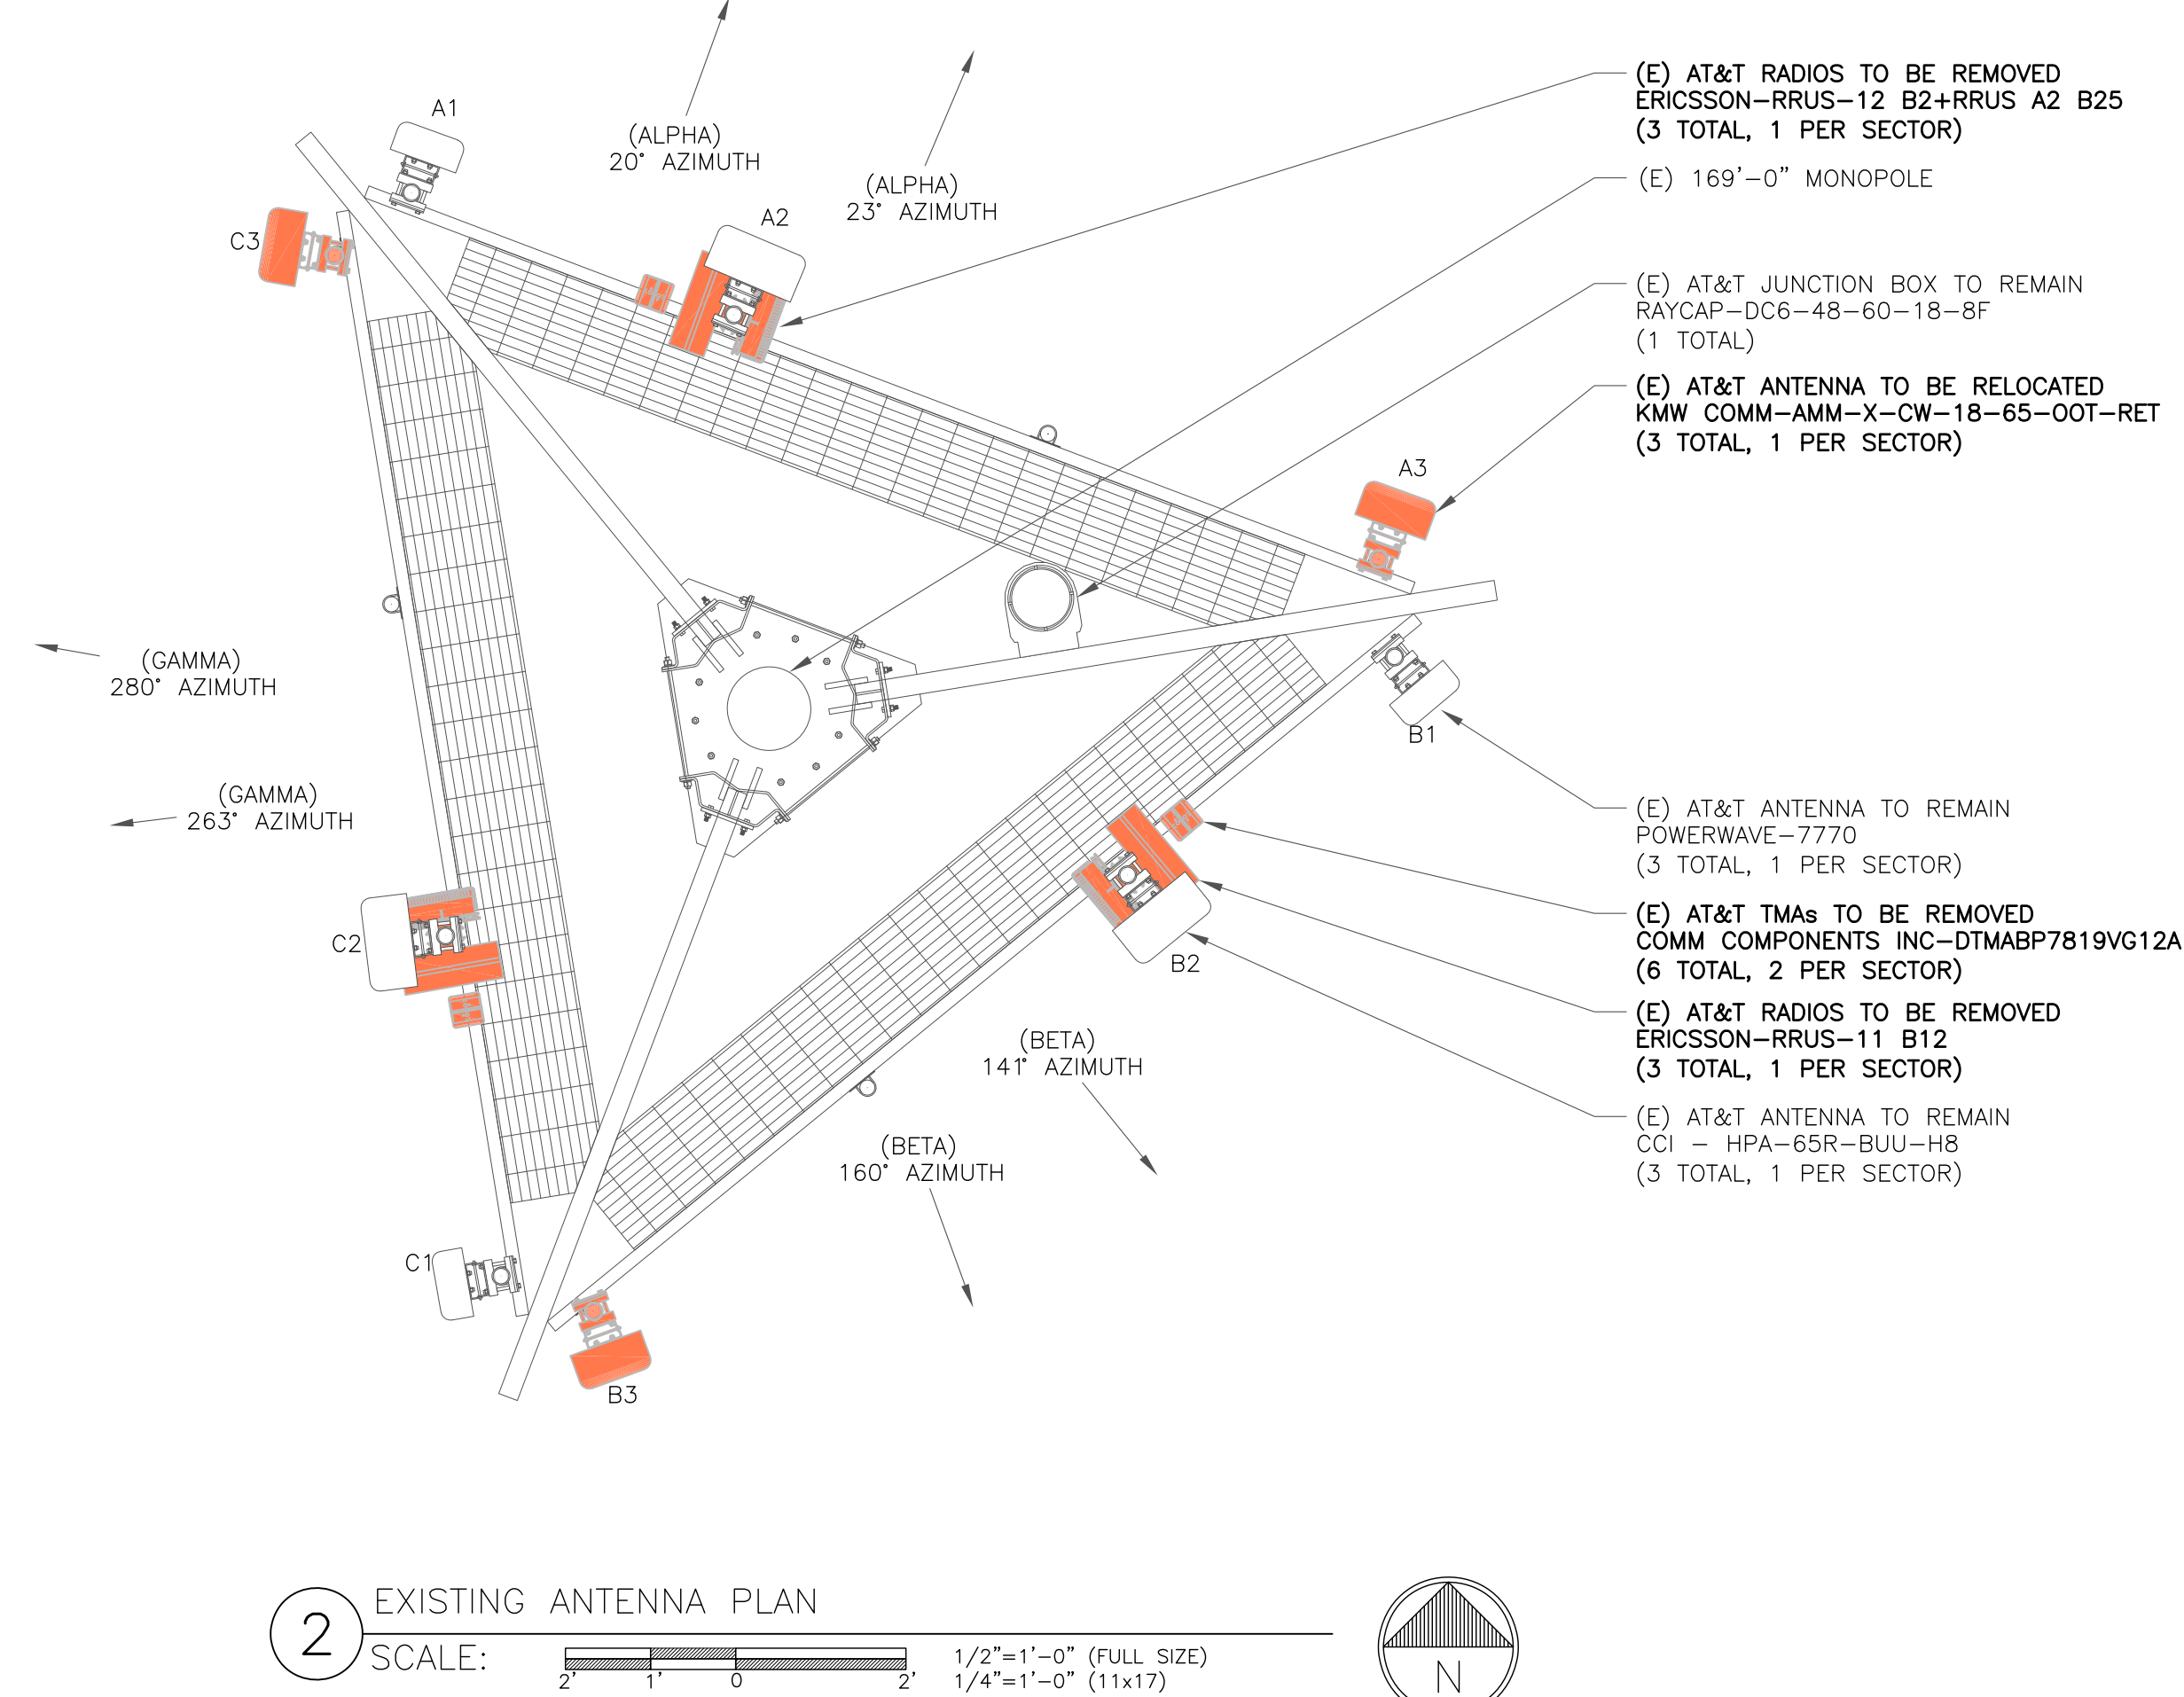 A1
(ALPHA)
20° AZIMUTH
(ALPHA)
23° AZIMUTH
A2
C3
A3
(E) AT&T RADIOS TO BE REMOVED
ERICSSON-RRUS-12 B2+RRUS A2 B25
(3 TOTAL, 1 PER SECTOR)
(E) 169'-0" MONOPOLE
(E) AT&T JUNCTION BOX TO REMAIN
RAYCAP-DC6-48-60-18-8F
(1 TOTAL)
(E) AT&T ANTENNA TO BE RELOCATED
KMW COMM-AMM-X-CW-18-65-OOT-RET
(3 TOTAL, 1 PER SECTOR)
(GAMMA)
280° AZIMUTH
(GAMMA)
263° AZIMUTH
B1
C2
B2
(E) AT&T ANTENNA TO REMAIN
POWERWAVE-7770
(3 TOTAL, 1 PER SECTOR)
(E) AT&T TMAs TO BE REMOVED
COMM COMPONENTS INC-DTMABP7819VG12A
(6 TOTAL, 2 PER SECTOR)
(E) AT&T RADIOS TO BE REMOVED
ERICSSON-RRUS-11 B12
(3 TOTAL, 1 PER SECTOR)
(E) AT&T ANTENNA TO REMAIN
CCI - HPA-65R-BUU-H8
(3 TOTAL, 1 PER SECTOR)
(BETA)
141° AZIMUTH
(BETA)
160° AZIMUTH
C1
B3
2
EXISTING ANTENNA PLAN
SCALE:
2' 1' 0 2'
1/2"=1'-0" (FULL SIZE)
1/4"=1'-0" (11x17)
N